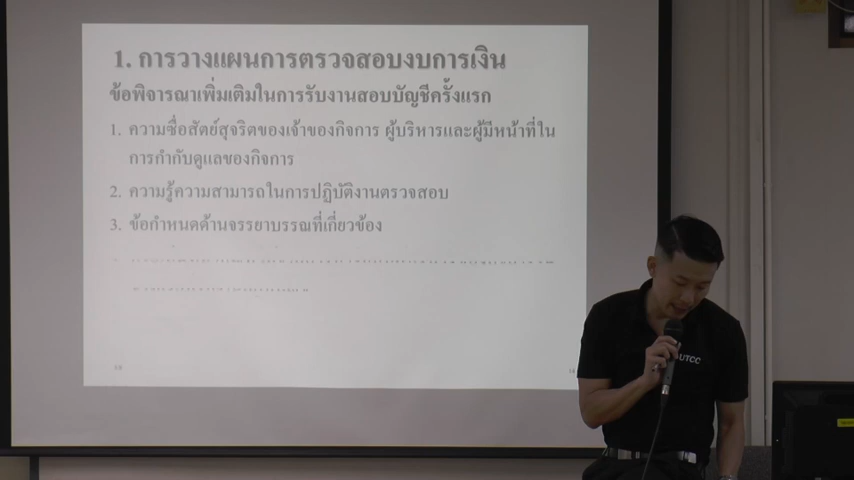 1. การวางแผนการตรวจสอบงบการเงิน
ข้อพิจารณาเพิ่มเติมในการรับงานสอบบัญชีครั้งแรก
1. ความซื่อสัตย์สุจริตของเจ้าของกิจการ ผู้บริหารและผู้มีหน้าที่ใน
การกำกับดูแลของกิจการ
2. ความรู้ความสามารถในการปฏิบัติงานตรวจสอบ
3. ข้อกำหนดด้านจรรยาบรรณที่เกี่ยวข้อง
UTCC